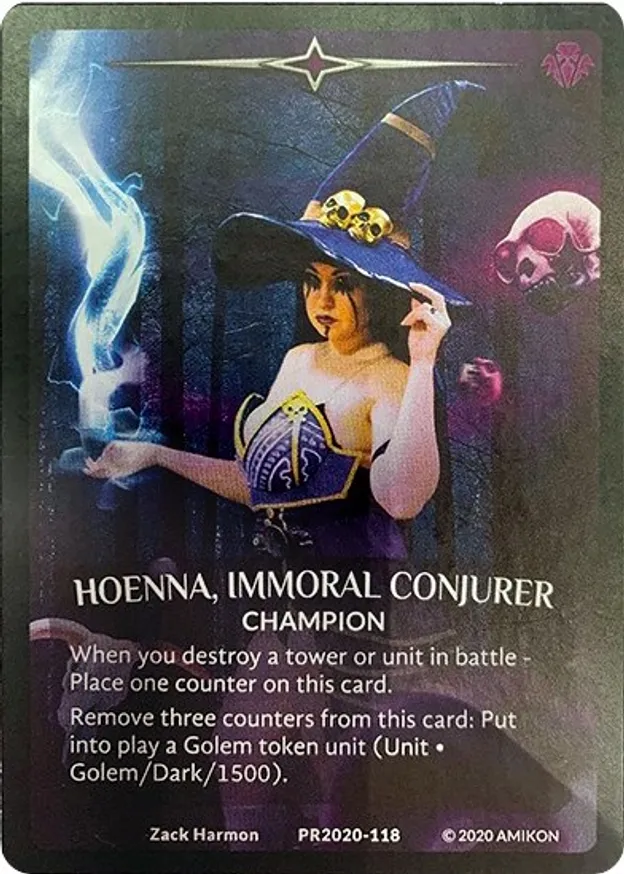 HOENNA, IMMORAL CONJURER
CHAMPION
When you destroy a tower or unit in battle -
Place one counter on this card.
Remove three counters from this card: Put
into play a Golem token unit (Unit •
Golem/Dark/1500).
Zack Harmon PR2020-118 © 2020 AMIKON